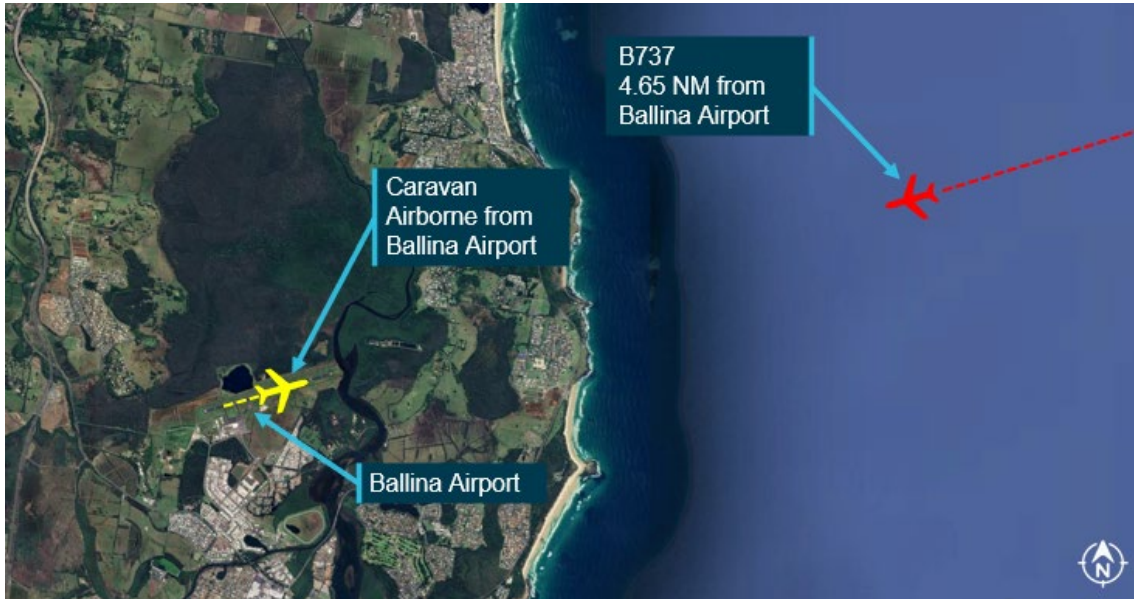 B737
4.65 NM from
Ballina Airport
Caravan
Airborne from
Ballina Airport
Ballina Airport
N